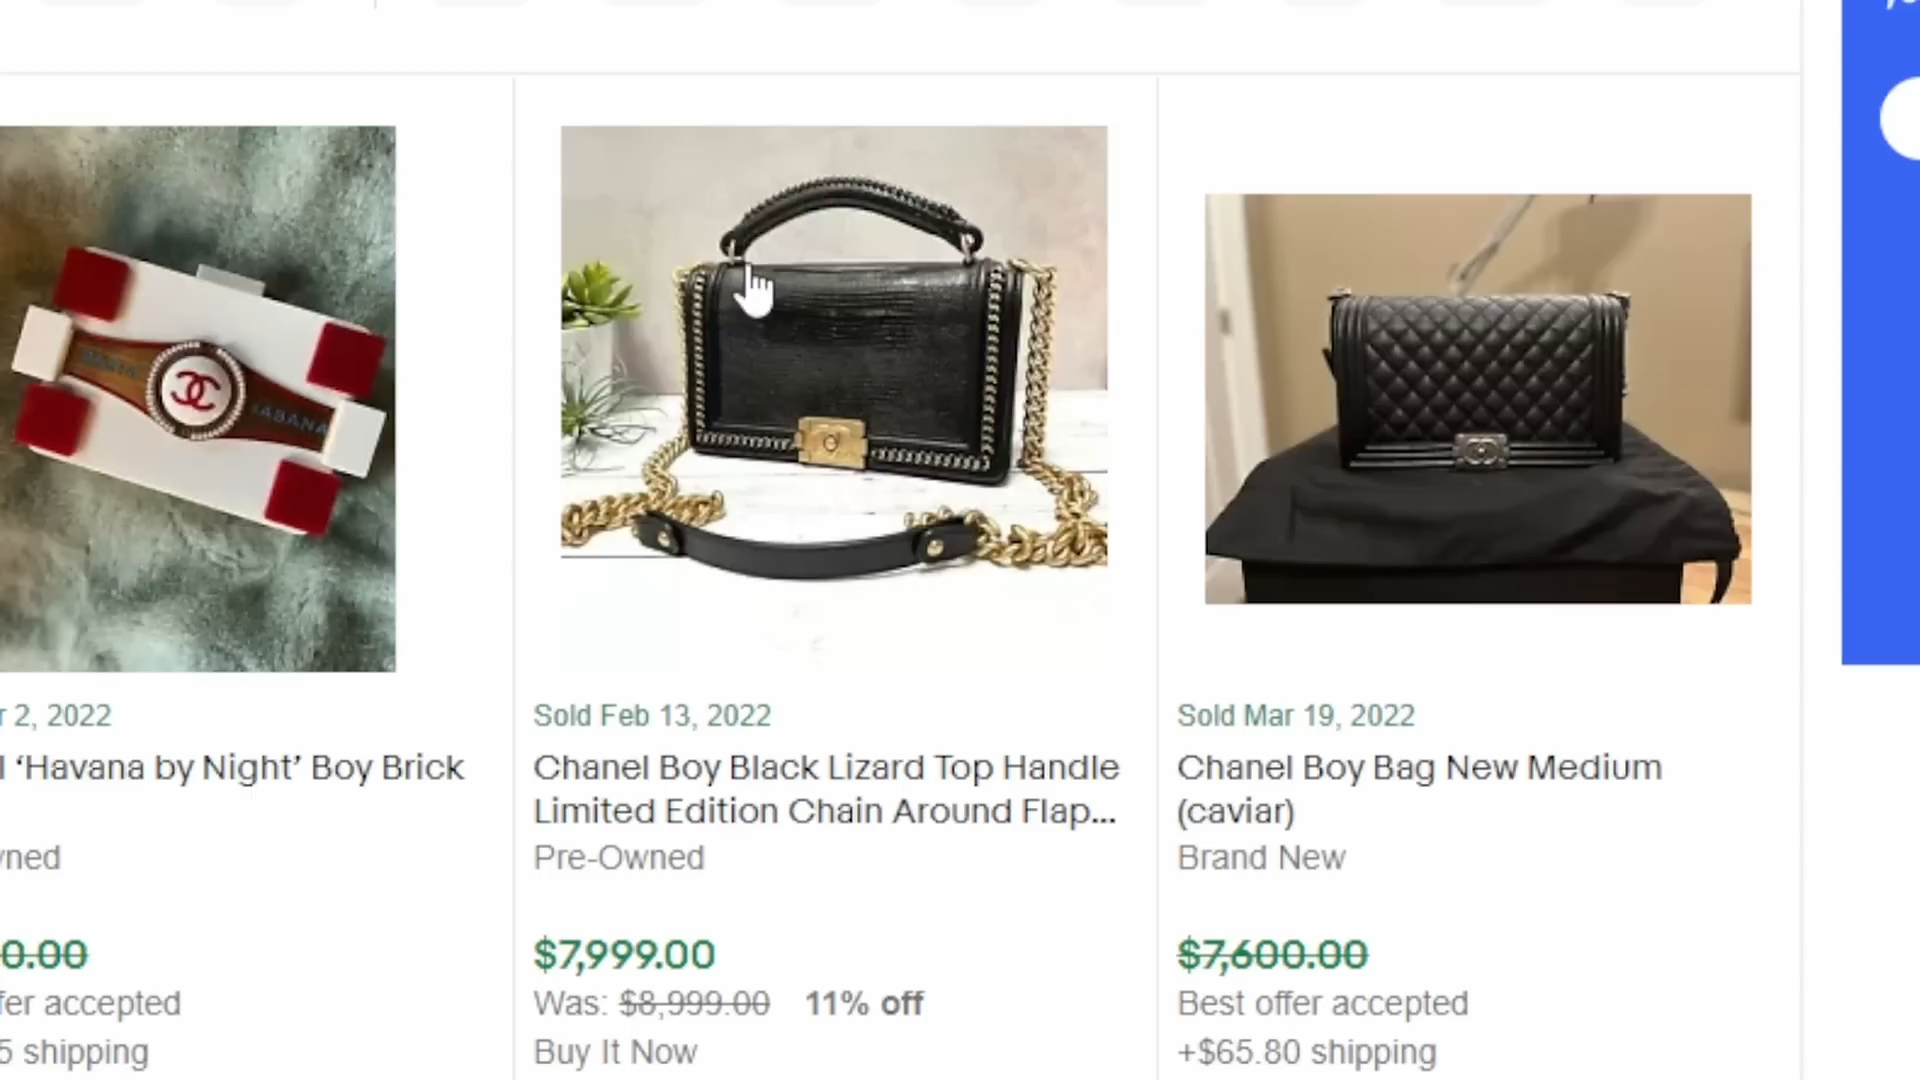 r 2, 2022
l ‘Havana by Night’ Boy Brick
0.00
fer accepted
5 shipping
Sold Feb 13, 2022
Chanel Boy Black Lizard Top Handle
Limited Edition Chain Around Flap...
Pre-Owned
$7,999.00
Was: $8,999.00 11% off
Buy It Now
Sold Mar 19, 2022
Chanel Boy Bag New Medium
(caviar)
Brand New
$7,600.00
Best offer accepted
+$65.80 shipping